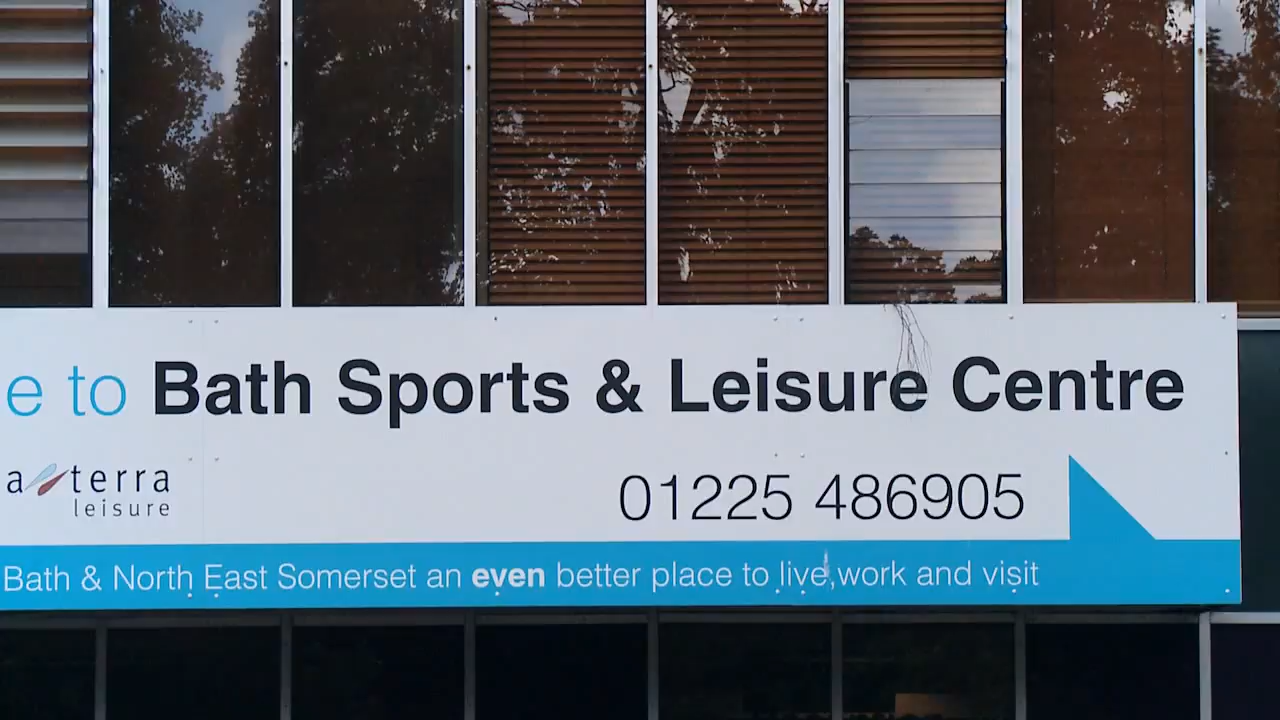 e to Bath Sports & Leisure Centre
a terra
leisure
01225 486905
Bath & North East Somerset an even better place to live, work and visit